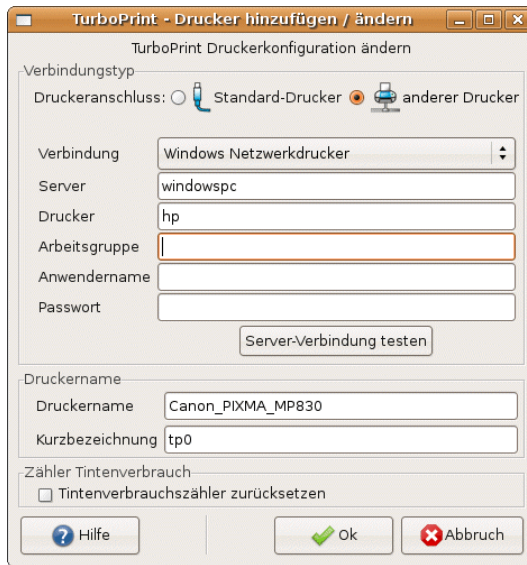 TurboPrint - Drucker hinzufügen / ändern
TurboPrint Druckerkonfiguration ändern
Verbindungstyp
Druckeranschluss: Standard-Drucker anderer Drucker
Verbindung Windows Netzwerkdrucker
Server windowspc
Drucker hp
Arbeitsgruppe
Anwendername
Passwort
Server-Verbindung testen
Druckername
Druckername Canon_PIXMA_MP830
Kurzbezeichnung tp0
Zähler Tintenverbrauch
Tintenverbrauchszähler zurücksetzen
Hilfe Ok Abbruch